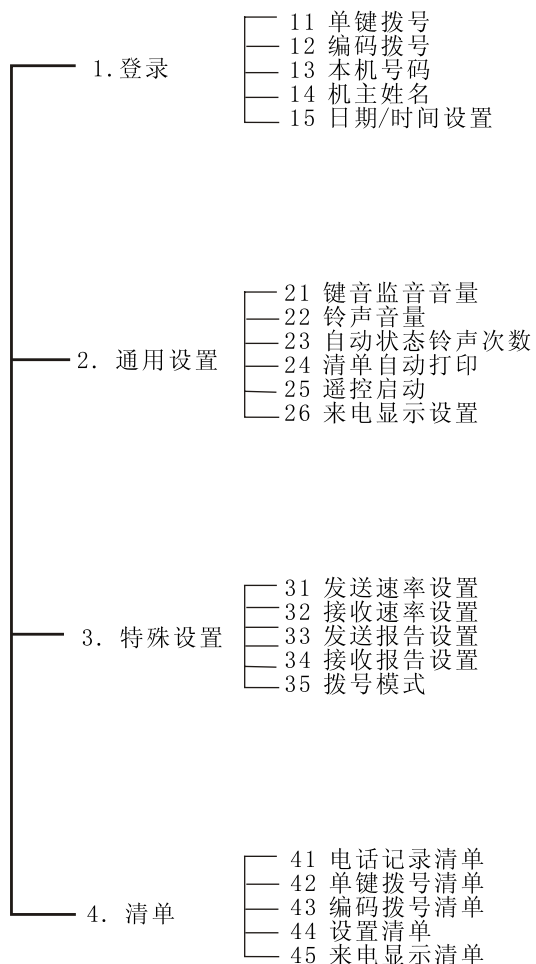 1.登录
11 单键拨号
12 编码拨号
13 本机号码
14 机主姓名
15 日期/时间设置
2. 通用设置
21 键音监音音量
22 铃声音量
23 自动状态铃声次数
24 清单自动打印
25 遥控启动
26 来电显示设置
3. 特殊设置
31 发送速率设置
32 接收速率设置
33 发送报告设置
34 接收报告设置
35 拨号模式
4. 清单
41 电话记录清单
42 单键拨号清单
43 编码拨号清单
44 设置清单
45 来电显示清单